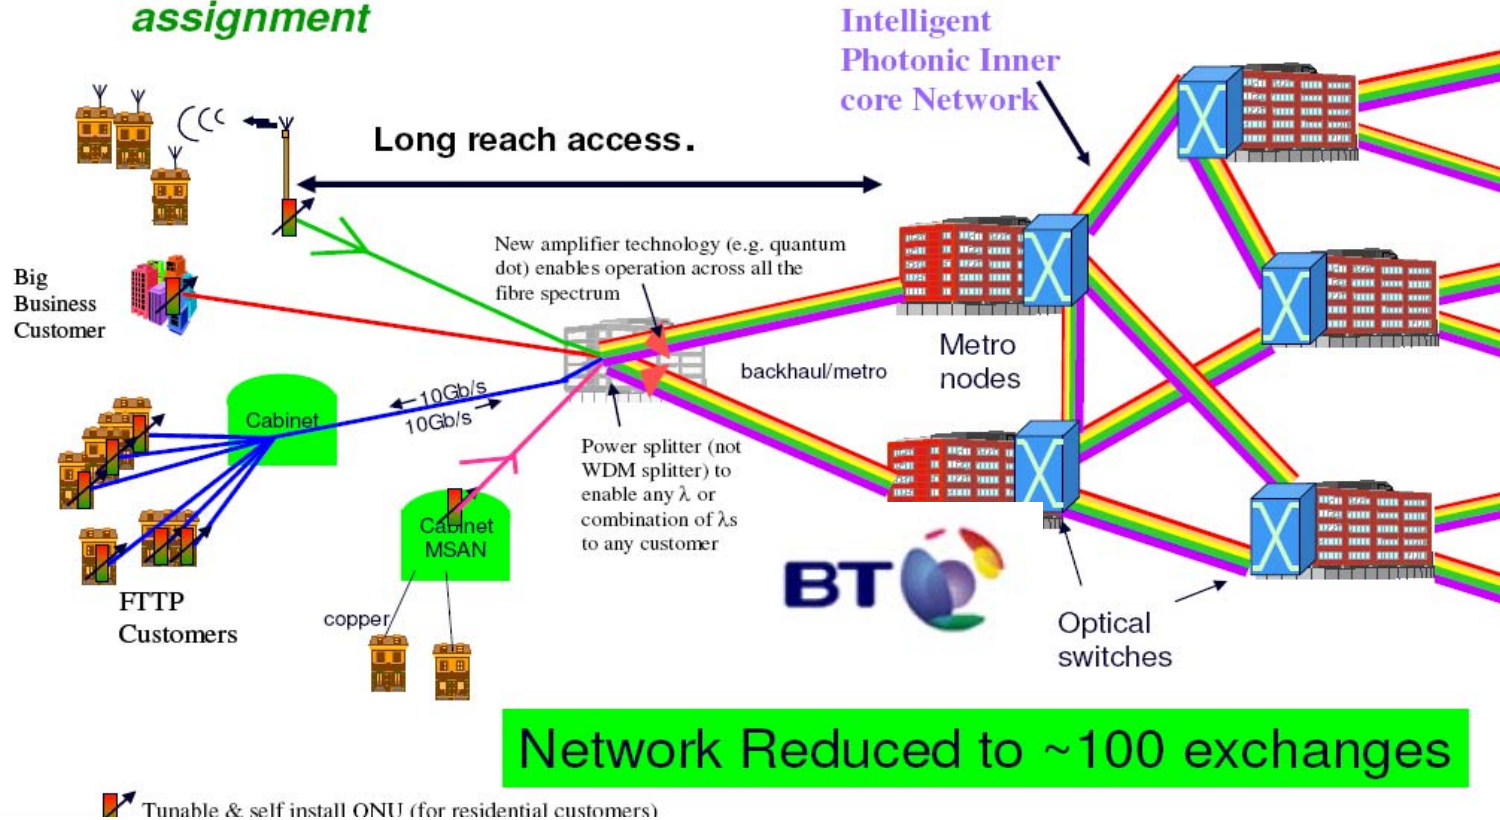 assignment
Intelligent
Photonic Inner
core Network
Long reach access.
New amplifier technology (e.g. quantum
dot) enables operation across all the
fibre spectrum
Big
Business
Customer
Metro
nodes
backhaul/metro
10Gb/s
10Gb/s
Cabinet
Power splitter (not
WDM splitter) to
enable any λ or
combination of λs
to any customer
Cabinet
MSAN
BT
FTTP
Customers
copper
Optical
switches
Network Reduced to ~100 exchanges
Tunable & self install ONU (for residential customers)